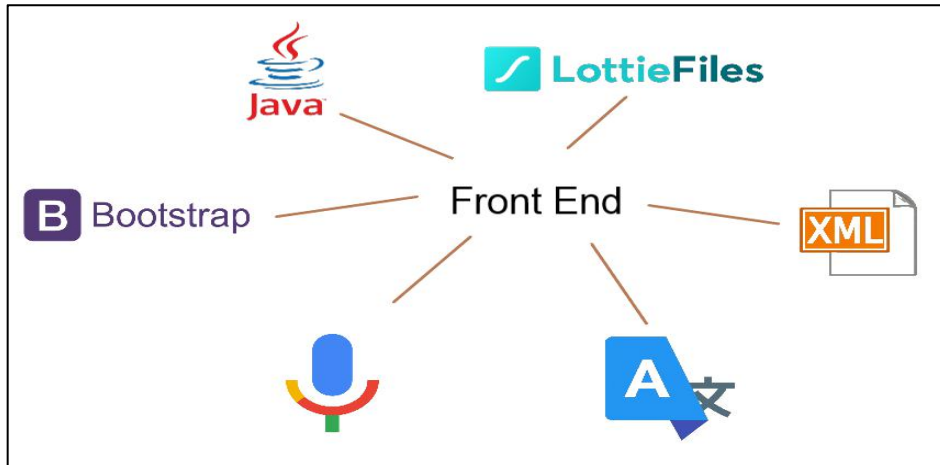 Java
LottieFiles
B Bootstrap
Front End
XML
A 文